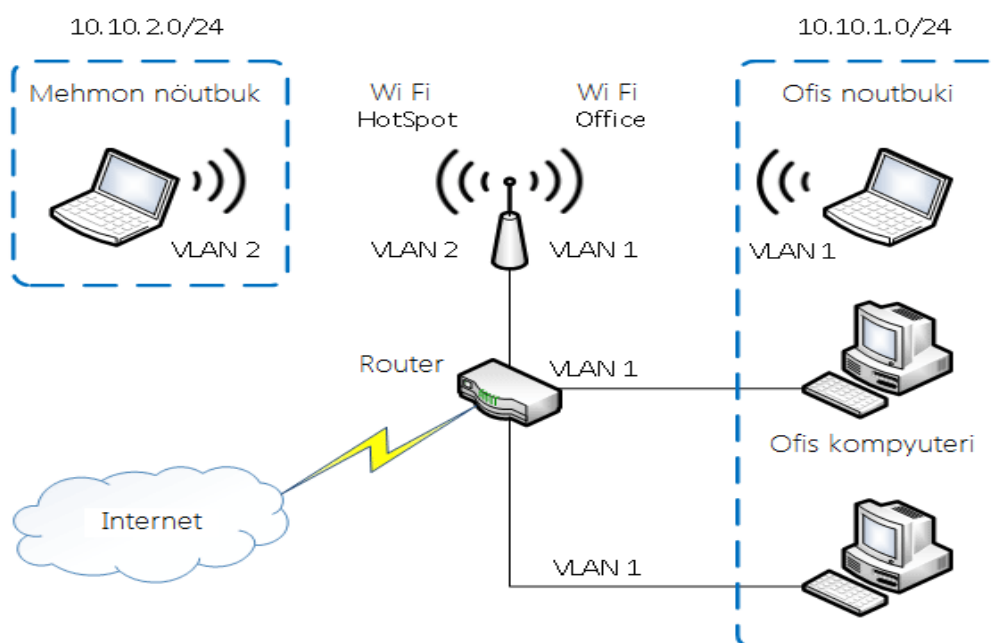 10.10.2.0/24
10.10.1.0/24
Mehmon nöutbuk
Wi Fi
HotSpot
Wi Fi
Office
Ofis noutbuki
VLAN 2
VLAN 2
VLAN 1
VLAN 1
Router
VLAN 1
Ofis kompyuteri
Internet
VLAN 1